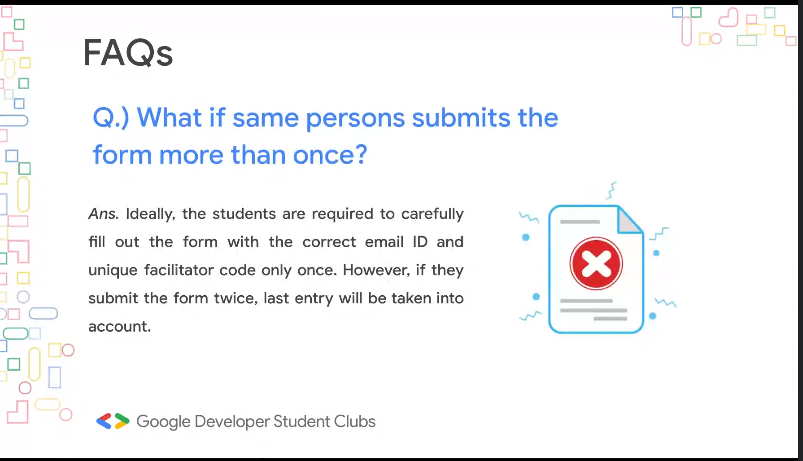 FAQs
Q.) What if same persons submits the
form more than once?
Ans. Ideally, the students are required to carefully
fill out the form with the correct email ID and
unique facilitator code only once. However, if they
submit the form twice, last entry will be taken into
account.
Google Developer Student Clubs